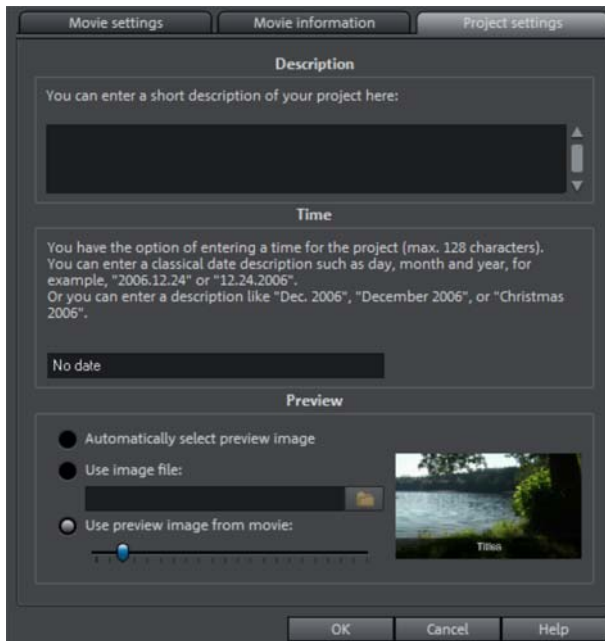 Movie settings
Movie information
Project settings
Description
You can enter a short description of your project here:
Time
You have the option of entering a time for the project (max. 128 characters).
You can enter a classical date description such as day, month and year, for
example, "2006.12.24" or "12.24.2006".
Or you can enter a description like "Dec. 2006", "December 2006", or "Christmas
2006".
No date
Preview
Automatically select preview image
Use image file:
Use preview image from movie:
Titles
OK
Cancel
Help